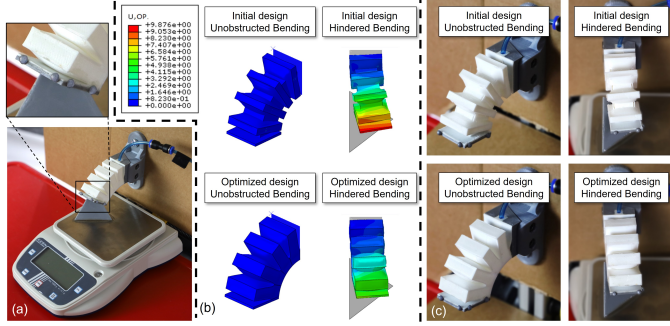 U,OP.
+9.876e+00
+9.053e+00
+8.230e+00
+7.407e+00
+6.584e+00
+5.761e+00
+4.938e+00
+4.115e+00
+3.292e+00
+2.469e+00
+1.646e+00
+8.230e-01
+0.000e+00
Initial design
Unobstructed Bending
Initial design
Hindered Bending
Optimized design
Unobstructed Bending
Optimized design
Hindered Bending
Initial design
Unobstructed Bending
Initial design
Hindered Bending
Optimized design
Unobstructed Bending
Optimized design
Hindered Bending
(a)
(b)
(c)